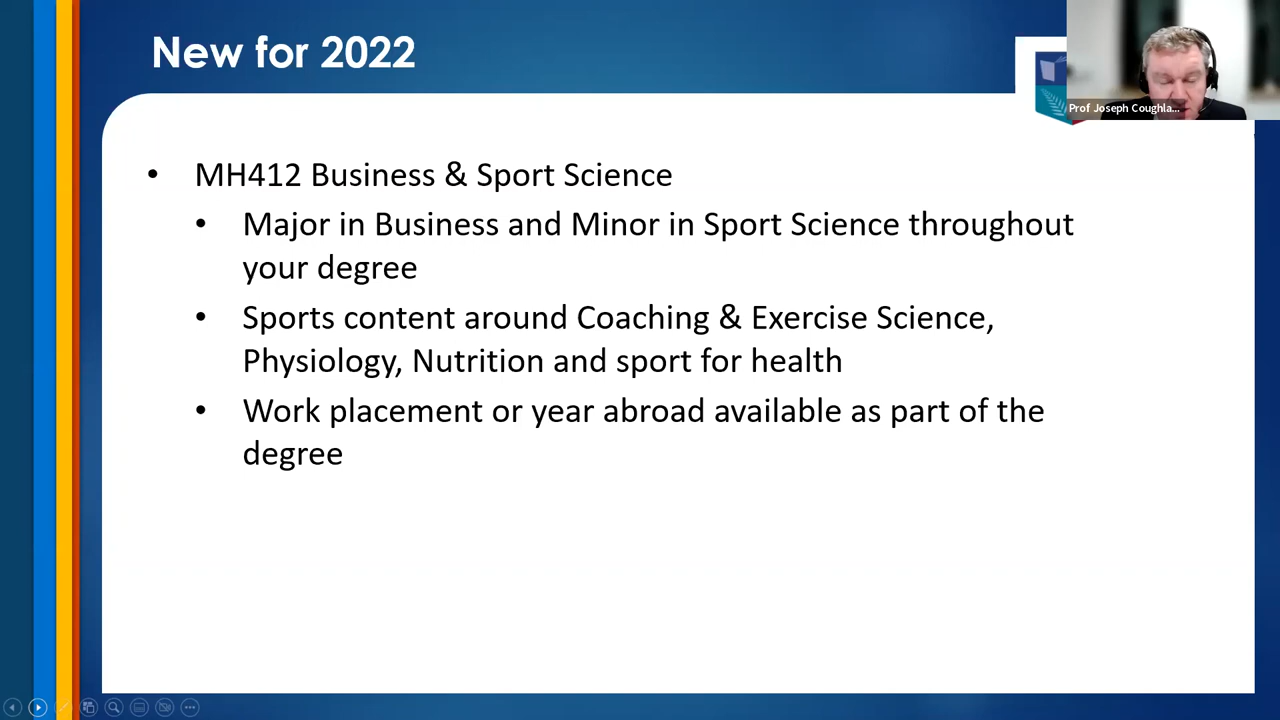 New for 2022
Prof Joseph Coughla...
• MH412 Business & Sport Science
• Major in Business and Minor in Sport Science throughout
your degree
• Sports content around Coaching & Exercise Science,
Physiology, Nutrition and sport for health
• Work placement or year abroad available as part of the
degree